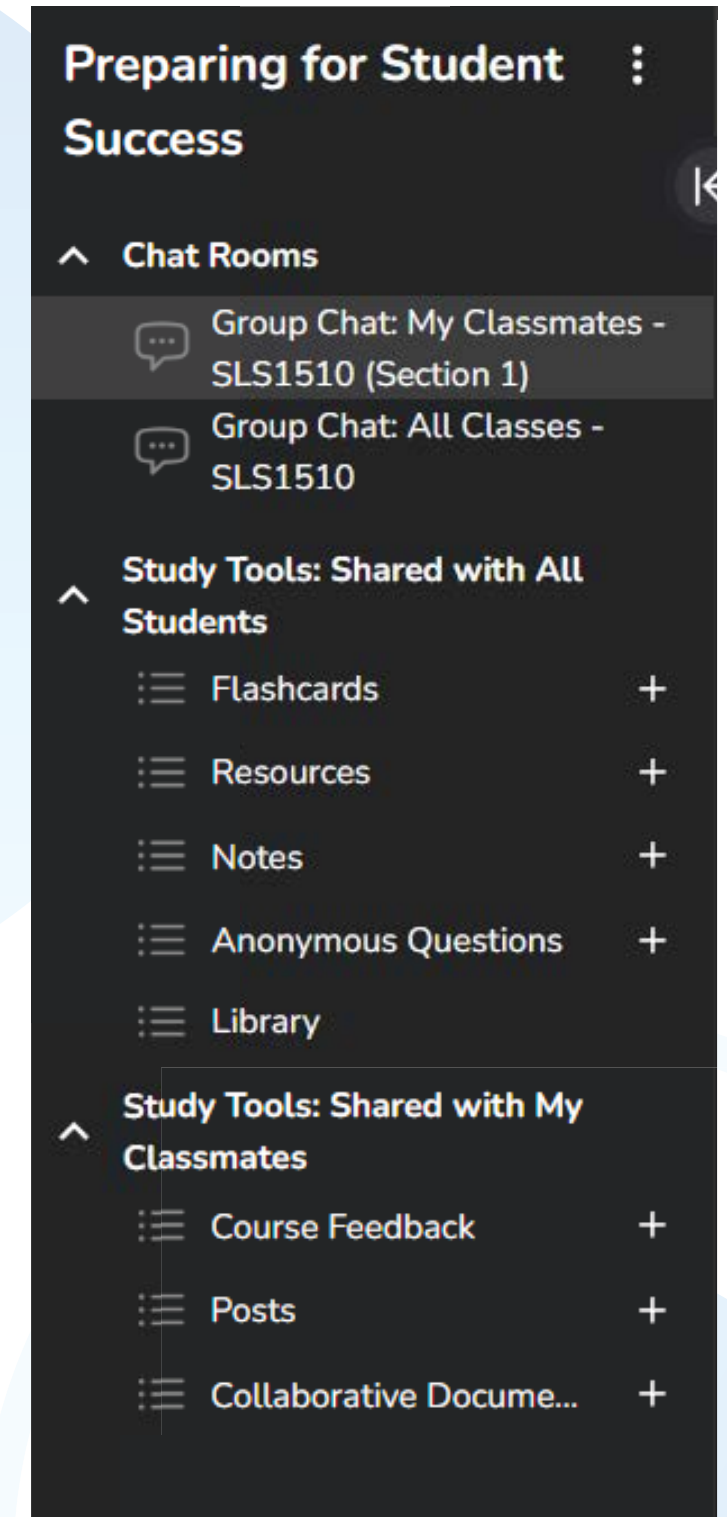 Preparing for Student
Success
Chat Rooms
Group Chat: My Classmates -
SLS1510 (Section 1)
Group Chat: All Classes -
SLS1510
Study Tools: Shared with All
Students
Flashcards +
Resources +
Notes +
Anonymous Questions +
Library
Study Tools: Shared with My
Classmates
Course Feedback +
Posts +
Collaborative Docume... +